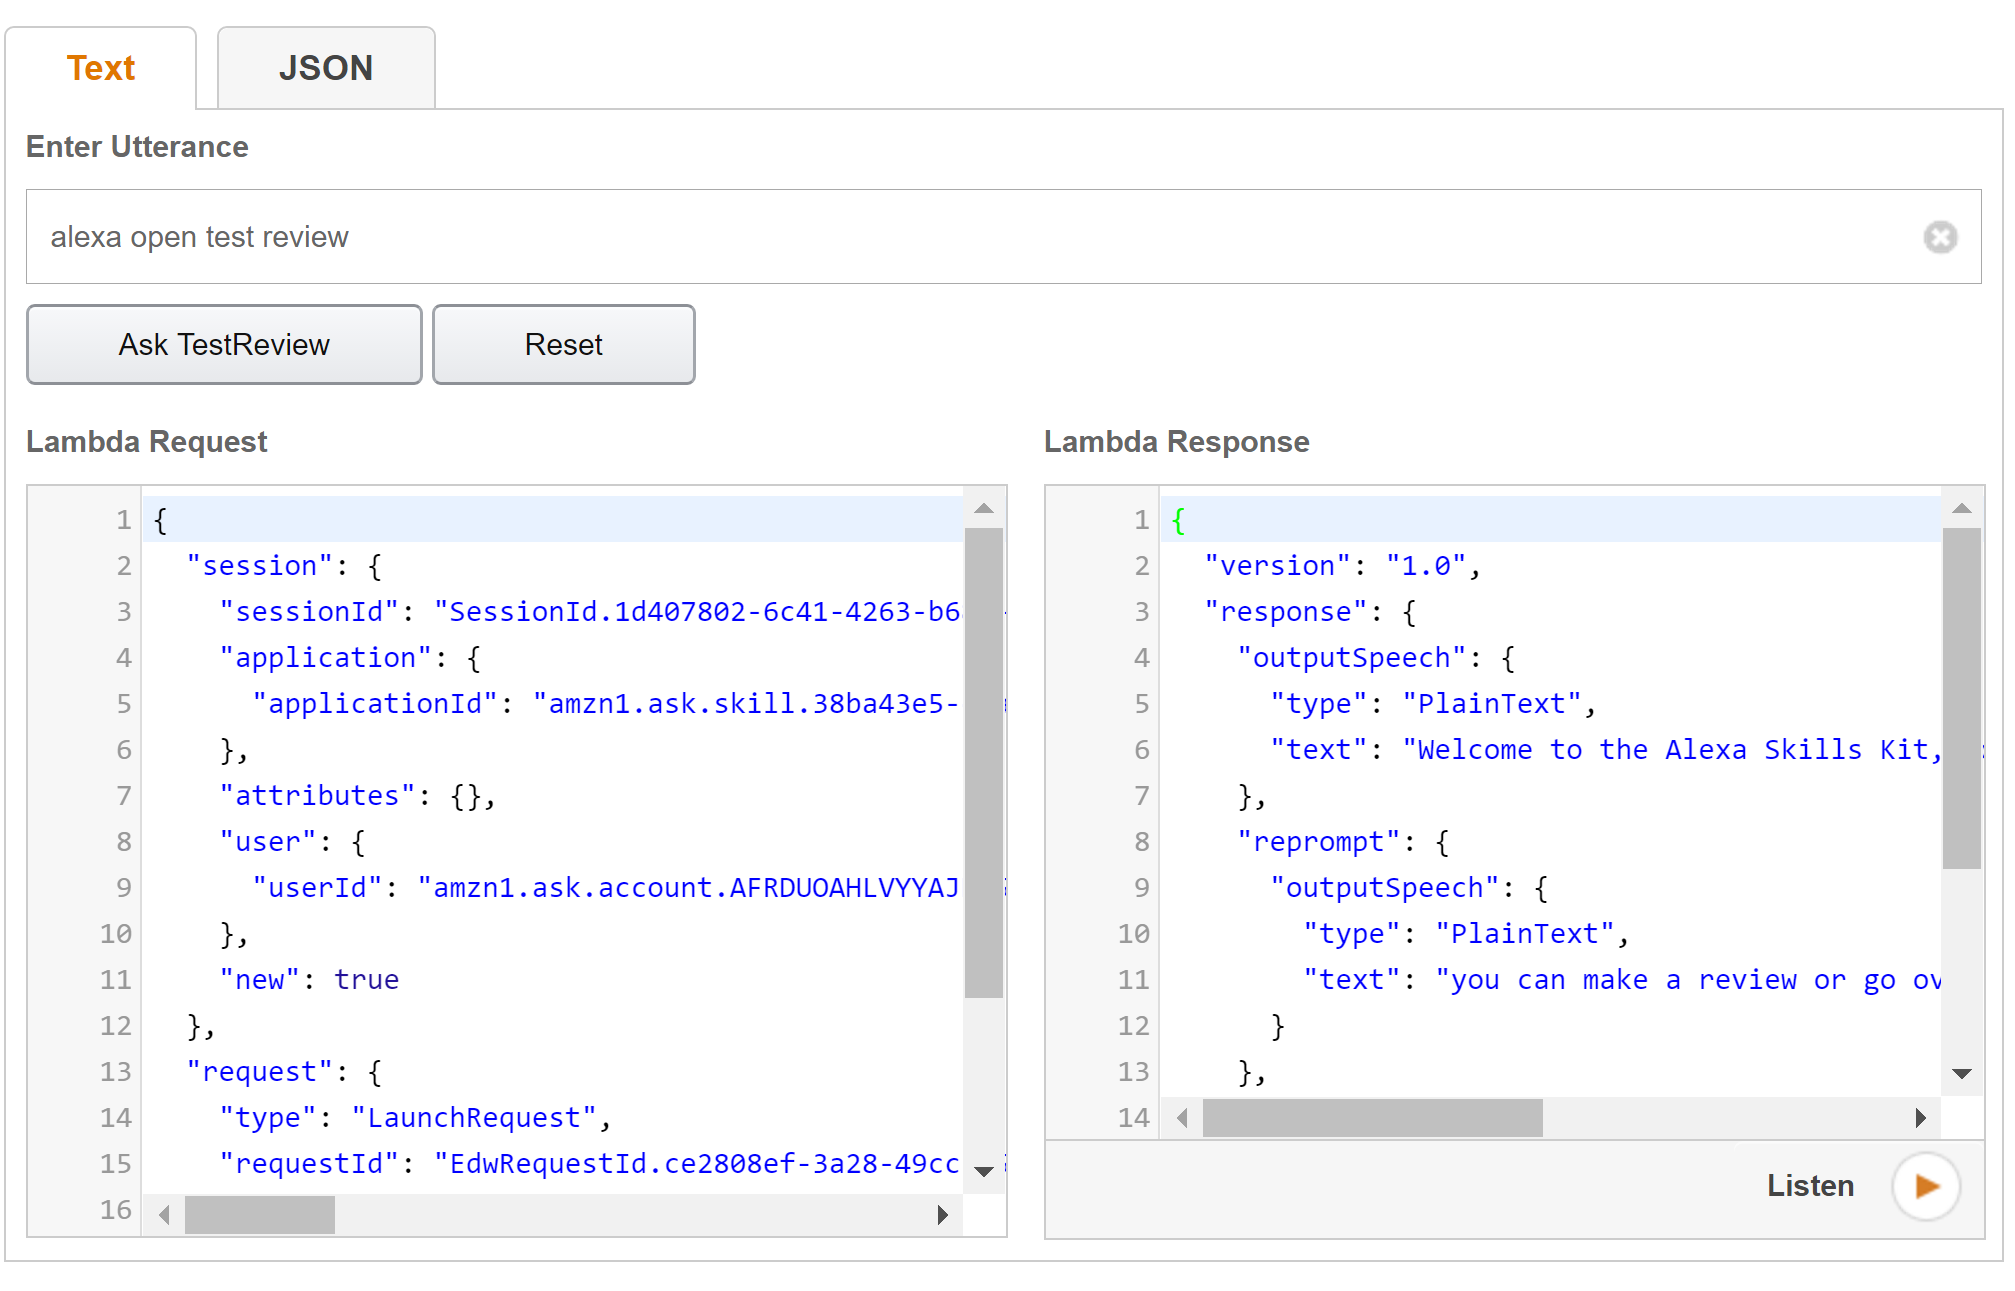 Text
JSON
Enter Utterance
alexa open test review
Ask TestReview
Reset
Lambda Request
1 {
2 "session": {
3 "sessionId": "SessionId.1d407802-6c41-4263-b6
4 "application": {
5 "applicationId": "amzn1.ask.skill.38ba43e5-
6 },
7 "attributes": {},
8 "user": {
9 "userId": "amzn1.ask.account.AFRDUOAHLVYYAJ
10 },
11 "new": true
12 },
13 "request": {
14 "type": "LaunchRequest",
15 "requestId": "EdwRequestId.ce2808ef-3a28-49cc
16
Lambda Response
1 {
2 "version": "1.0",
3 "response": {
4 "outputSpeech": {
5 "type": "PlainText",
6 "text": "Welcome to the Alexa Skills Kit,
7 },
8 "reprompt": {
9 "outputSpeech": {
10 "type": "PlainText",
11 "text": "you can make a review or go ov
12 }
13 },
14
Listen